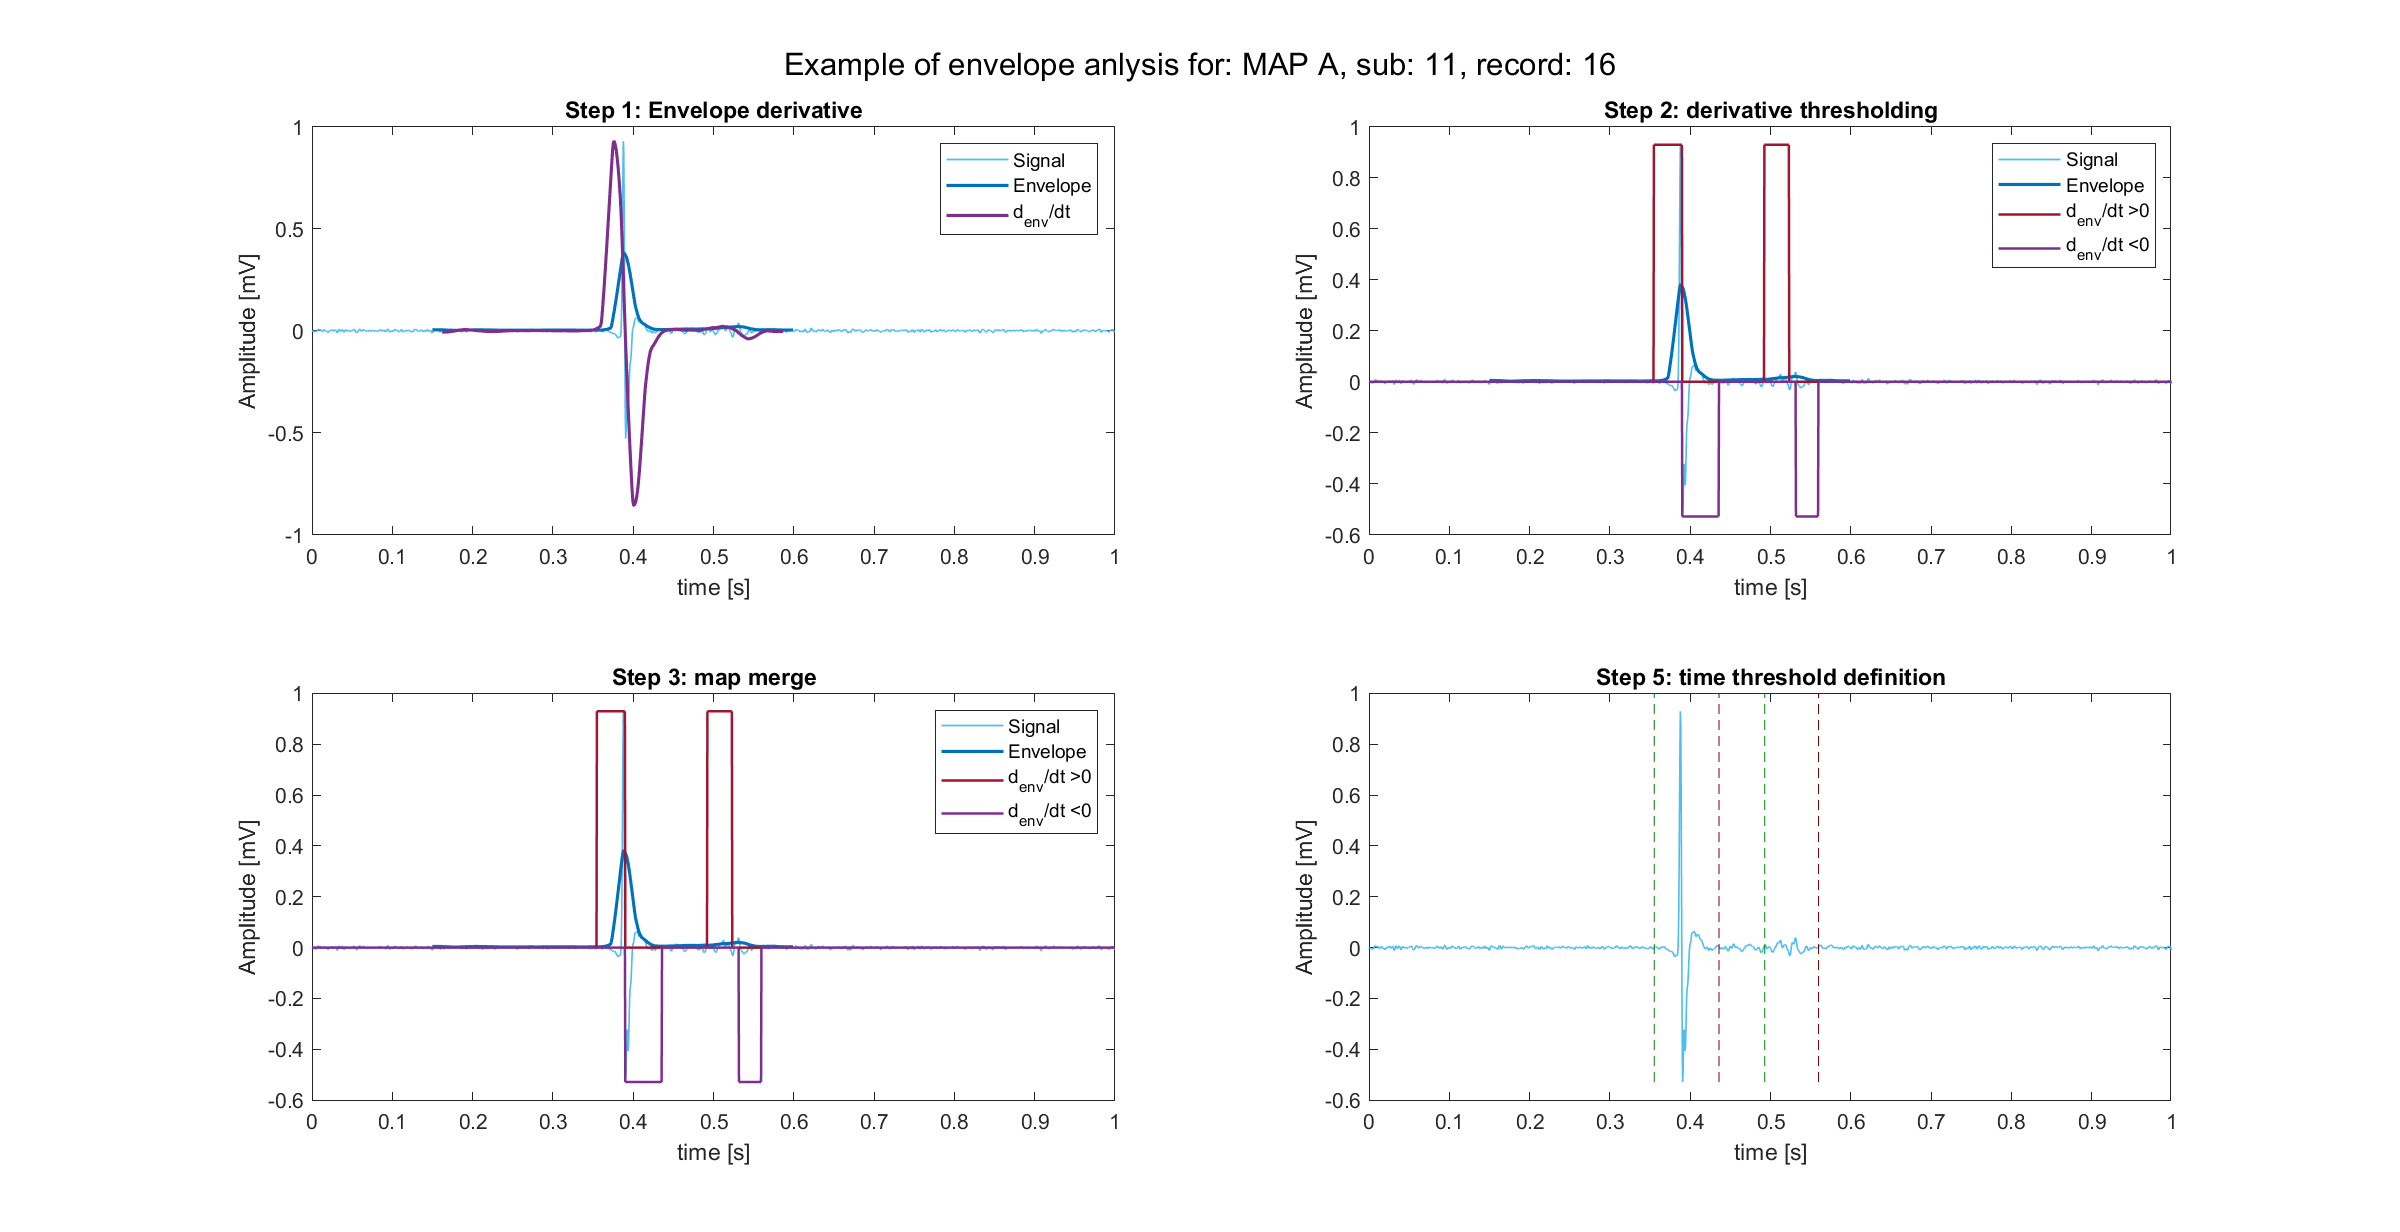 Example of envelope anlysis for: MAP A, sub: 11, record: 16
Step 1: Envelope derivative
1
0.5
0
-0.5
-1
Amplitude [mV]
0 0.1 0.2 0.3 0.4 0.5 0.6 0.7 0.8 0.9 1
time [s]
Signal
Envelope
d_env/dt
Step 2: derivative thresholding
1
0.8
0.6
0.4
0.2
0
-0.2
-0.4
-0.6
Amplitude [mV]
0 0.1 0.2 0.3 0.4 0.5 0.6 0.7 0.8 0.9 1
time [s]
Signal
Envelope
d_env/dt >0
d_env/dt <0
Step 3: map merge
1
0.8
0.6
0.4
0.2
0
-0.2
-0.4
-0.6
Amplitude [mV]
0 0.1 0.2 0.3 0.4 0.5 0.6 0.7 0.8 0.9 1
time [s]
Signal
Envelope
d_env/dt >0
d_env/dt <0
Step 5: time threshold definition
1
0.8
0.6
0.4
0.2
0
-0.2
-0.4
-0.6
Amplitude [mV]
0 0.1 0.2 0.3 0.4 0.5 0.6 0.7 0.8 0.9 1
time [s]